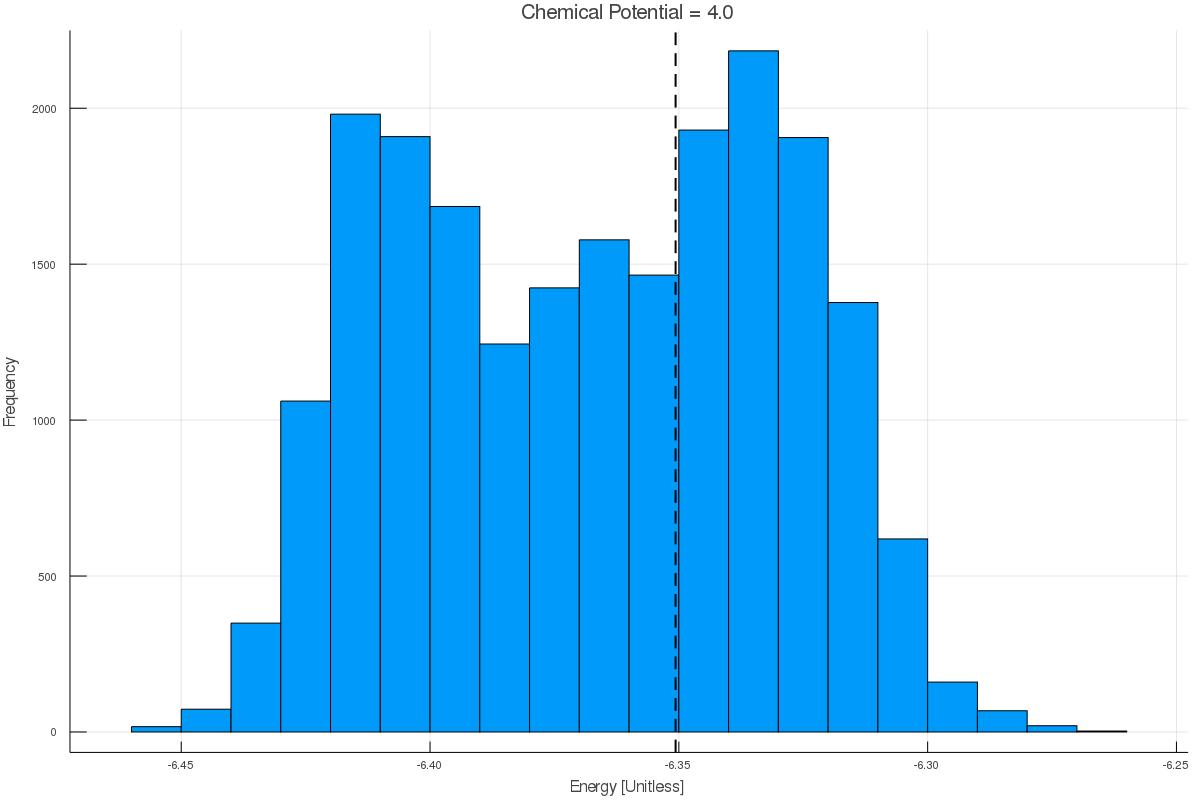 Chemical Potential = 4.0
2000
1500
1000
500
0
Frequency
-6.45 -6.40 -6.35 -6.30 -6.25
Energy [Unitless]